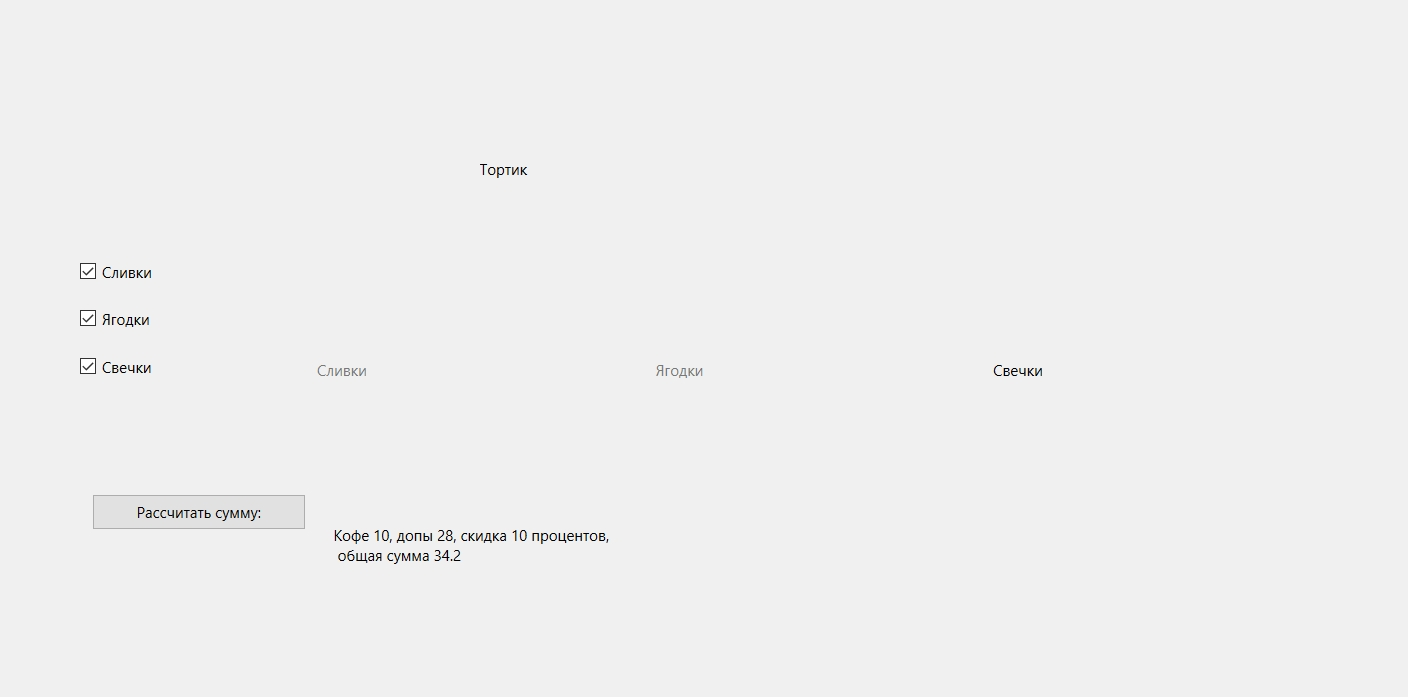 Тортик
Сливки
Ягодки
Свечки
Сливки
Ягодки
Свечки
Рассчитать сумму:
Кофе 10, допы 28, скидка 10 процентов,
общая сумма 34.2